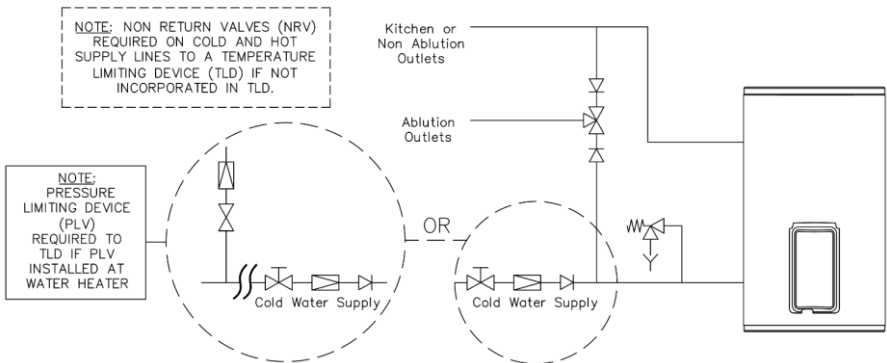 NOTE: NON RETURN VALVES (NRV)
REQUIRED ON COLD AND HOT
SUPPLY LINES TO A TEMPERATURE
LIMITING DEVICE (TLD) IF NOT
INCORPORATED IN TLD.
Kitchen or
Non Ablution
Outlets
Ablution
Outlets
NOTE:
PRESSURE
LIMITING DEVICE
(PLV)
REQUIRED TO
TLD IF PLV
INSTALLED AT
WATER HEATER
OR
Cold Water Supply
Cold Water Supply